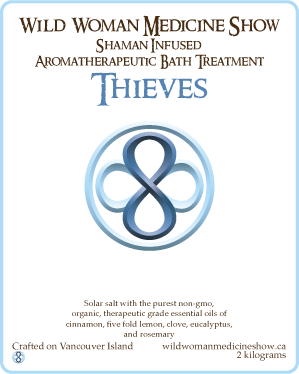 Wild Woman Medicine Show
Shaman Infused
Aromatherapeutic Bath Treatment
Thieves
Solar salt with the purest non-gmo,
organic, therapeutic grade essential oils of
cinnamon, five fold lemon, clove, eucalyptus,
and rosemary
Crafted on Vancouver Island
wildwomanmedicineshow.ca
2 kilograms